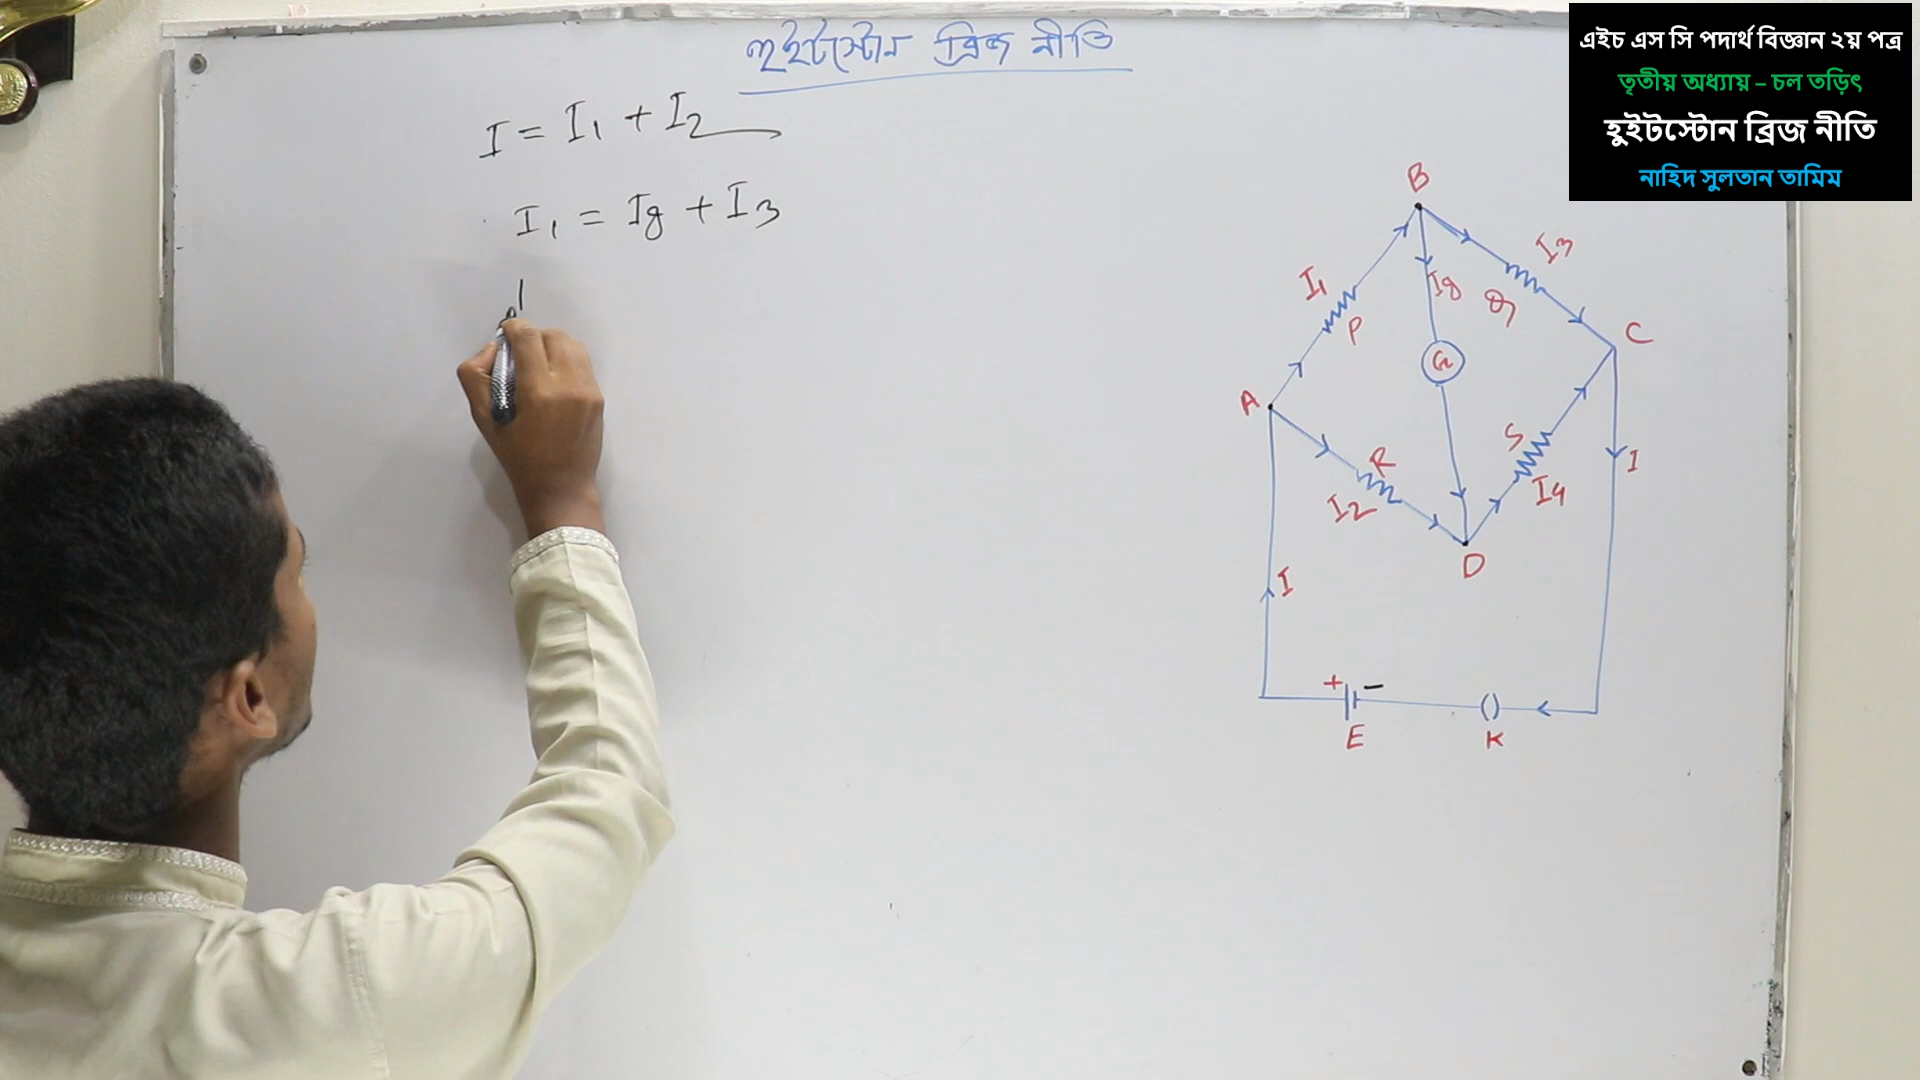 হুইটস্টোন ব্রিজ নীতি
এইচ এস সি পদার্থ বিজ্ঞান ২য় পত্র
তৃতীয় অধ্যায় – চল তড়িৎ
হুইটস্টোন ব্রিজ নীতি
নাহিদ সুলতান তামিম
I = I₁ + I₂
I₁ = Ig + I₃
B
I₁
P
Ig
I₃
Q
C
G
A
R
I₂
S
I₄
I
D
I
+ −
E
K